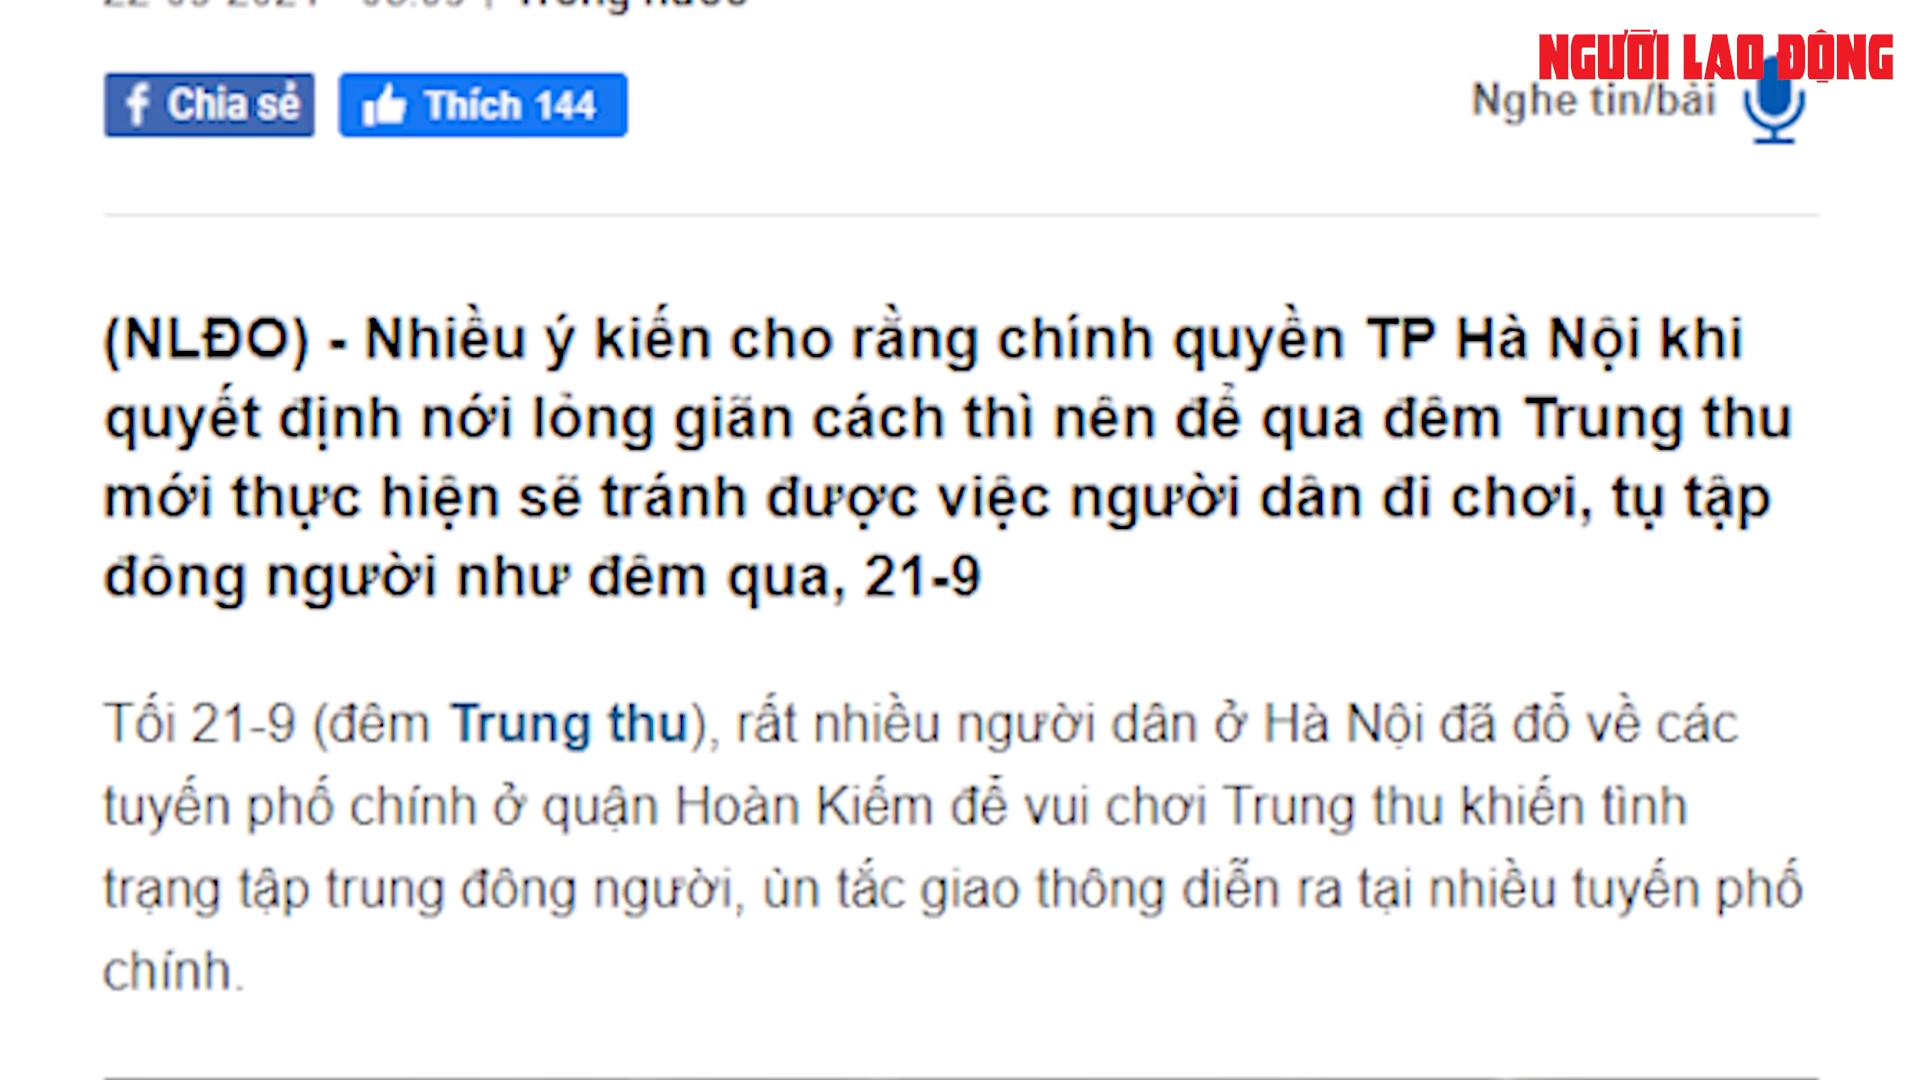 NGƯỜI LAO ĐỘNG
Chia sẻ
Thích 144
Nghe tin/bài
(NLĐO) - Nhiều ý kiến cho rằng chính quyền TP Hà Nội khi
quyết định nới lỏng giãn cách thì nên để qua đêm Trung thu
mới thực hiện sẽ tránh được việc người dân đi chơi, tụ tập
đông người như đêm qua, 21-9
Tối 21-9 (đêm Trung thu), rất nhiều người dân ở Hà Nội đã đổ về các
tuyến phố chính ở quận Hoàn Kiếm để vui chơi Trung thu khiến tình
trạng tập trung đông người, ùn tắc giao thông diễn ra tại nhiều tuyến phố
chính.